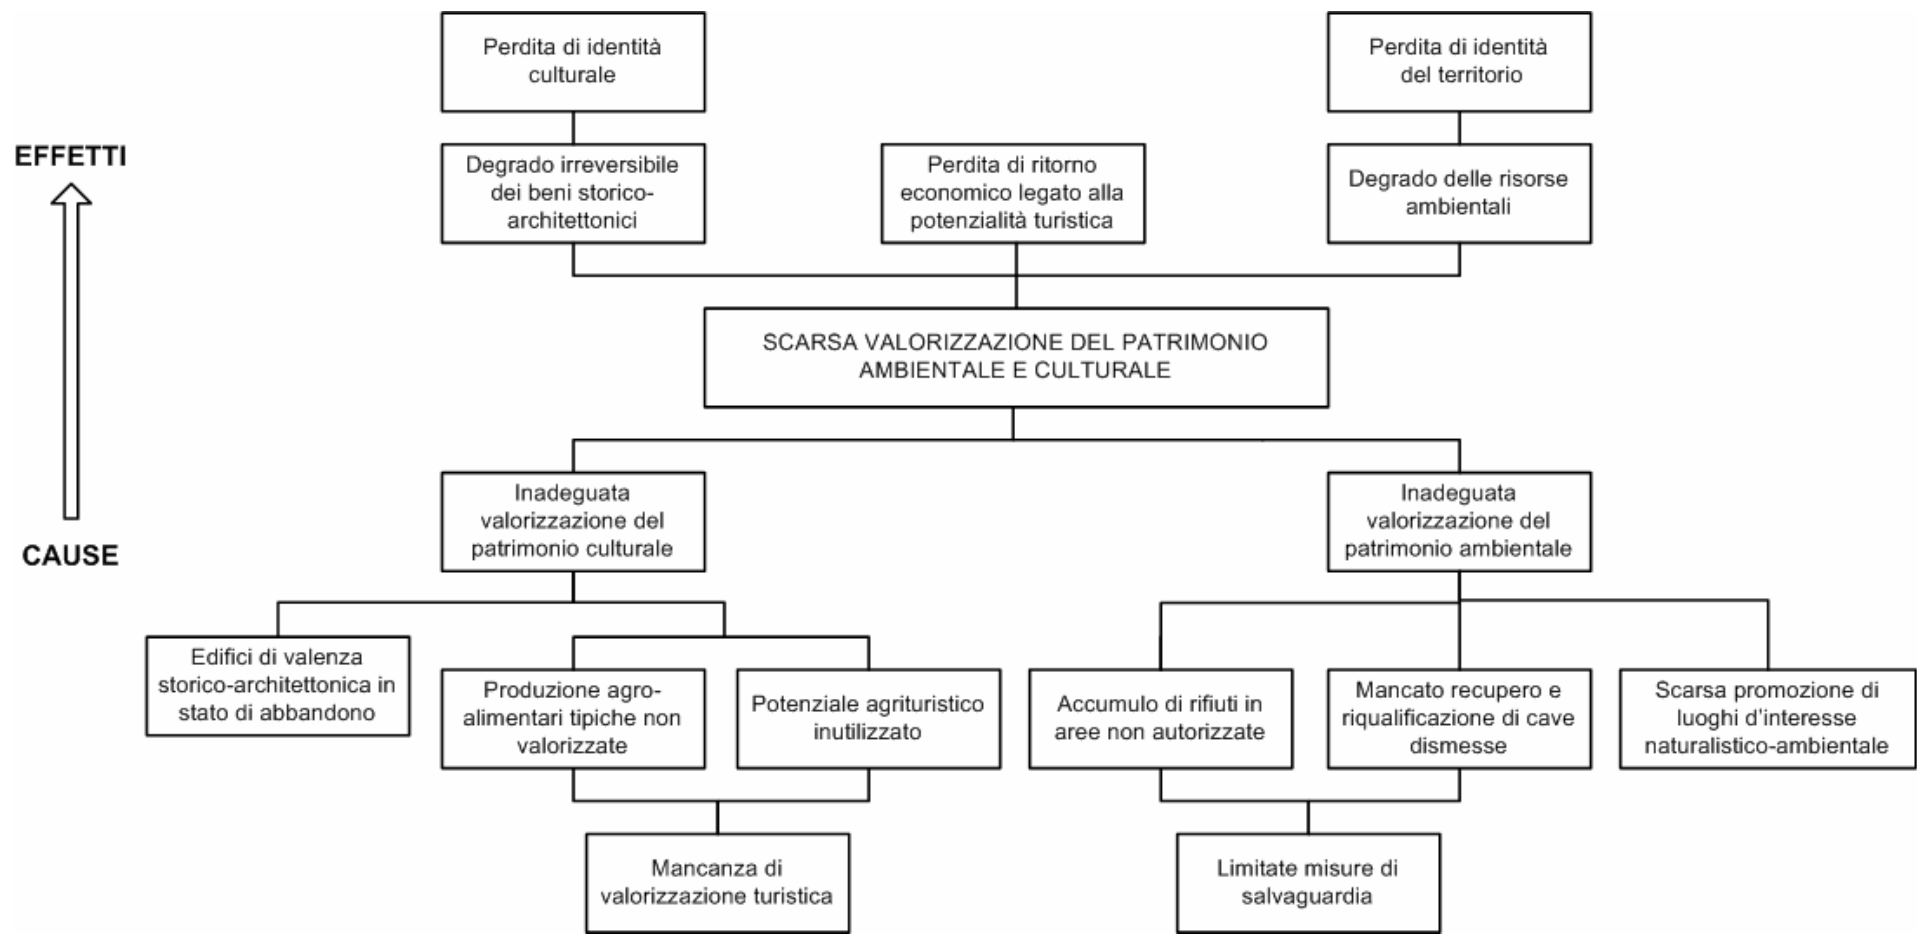 Perdita di identità
culturale
Perdita di identità
del territorio
EFFETTI
Degrado irreversibile
dei beni storico-
architettonici
Perdita di ritorno
economico legato alla
potenzialità turistica
Degrado delle risorse
ambientali
SCARSA VALORIZZAZIONE DEL PATRIMONIO
AMBIENTALE E CULTURALE
CAUSE
Inadeguata
valorizzazione del
patrimonio culturale
Inadeguata
valorizzazione del
patrimonio ambientale
Edifici di valenza
storico-architettonica in
stato di abbandono
Produzione agro-
alimentari tipiche non
valorizzate
Potenziale agrituristico
inutilizzato
Accumulo di rifiuti in
aree non autorizzate
Mancato recupero e
riqualificazione di cave
dismesse
Scarsa promozione di
luoghi d'interesse
naturalistico-ambientale
Mancanza di
valorizzazione turistica
Limitate misure di
salvaguardia